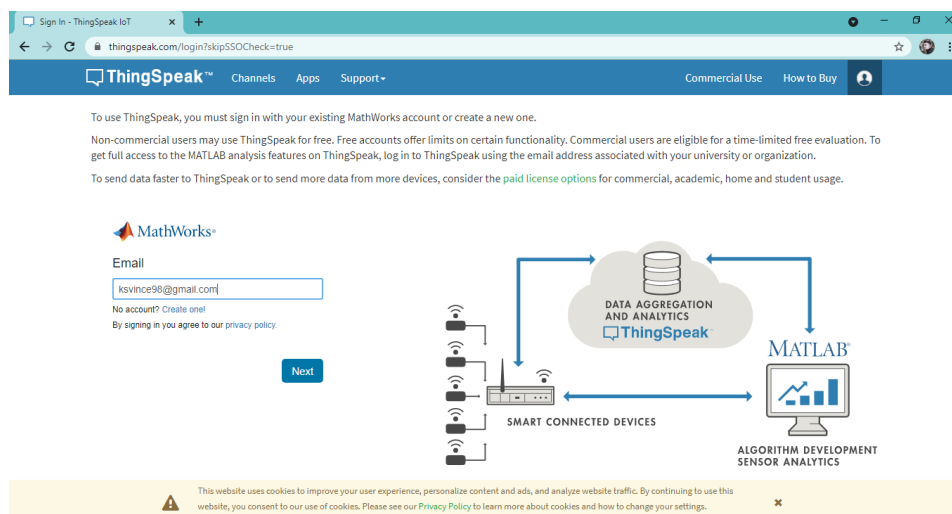 Sign In - ThingSpeak IoT
thingspeak.com/login?skipSSOCheck=true
ThingSpeak™ Channels Apps Support Commercial Use How to Buy
To use ThingSpeak, you must sign in with your existing MathWorks account or create a new one.
Non-commercial users may use ThingSpeak for free. Free accounts offer limits on certain functionality. Commercial users are eligible for a time-limited free evaluation. To
get full access to the MATLAB analysis features on ThingSpeak, log in to ThingSpeak using the email address associated with your university or organization.
To send data faster to ThingSpeak or to send more data from more devices, consider the paid license options for commercial, academic, home and student usage.
MathWorks®
Email
ksvince98@gmail.com
No account? Create one!
By signing in you agree to our privacy policy.
Next
DATA AGGREGATION
AND ANALYTICS
ThingSpeak™
SMART CONNECTED DEVICES
MATLAB®
ALGORITHM DEVELOPMENT
SENSOR ANALYTICS
This website uses cookies to improve your user experience, personalize content and ads, and analyze website traffic. By continuing to use this
website, you consent to our use of cookies. Please see our Privacy Policy to learn more about cookies and how to change your settings.